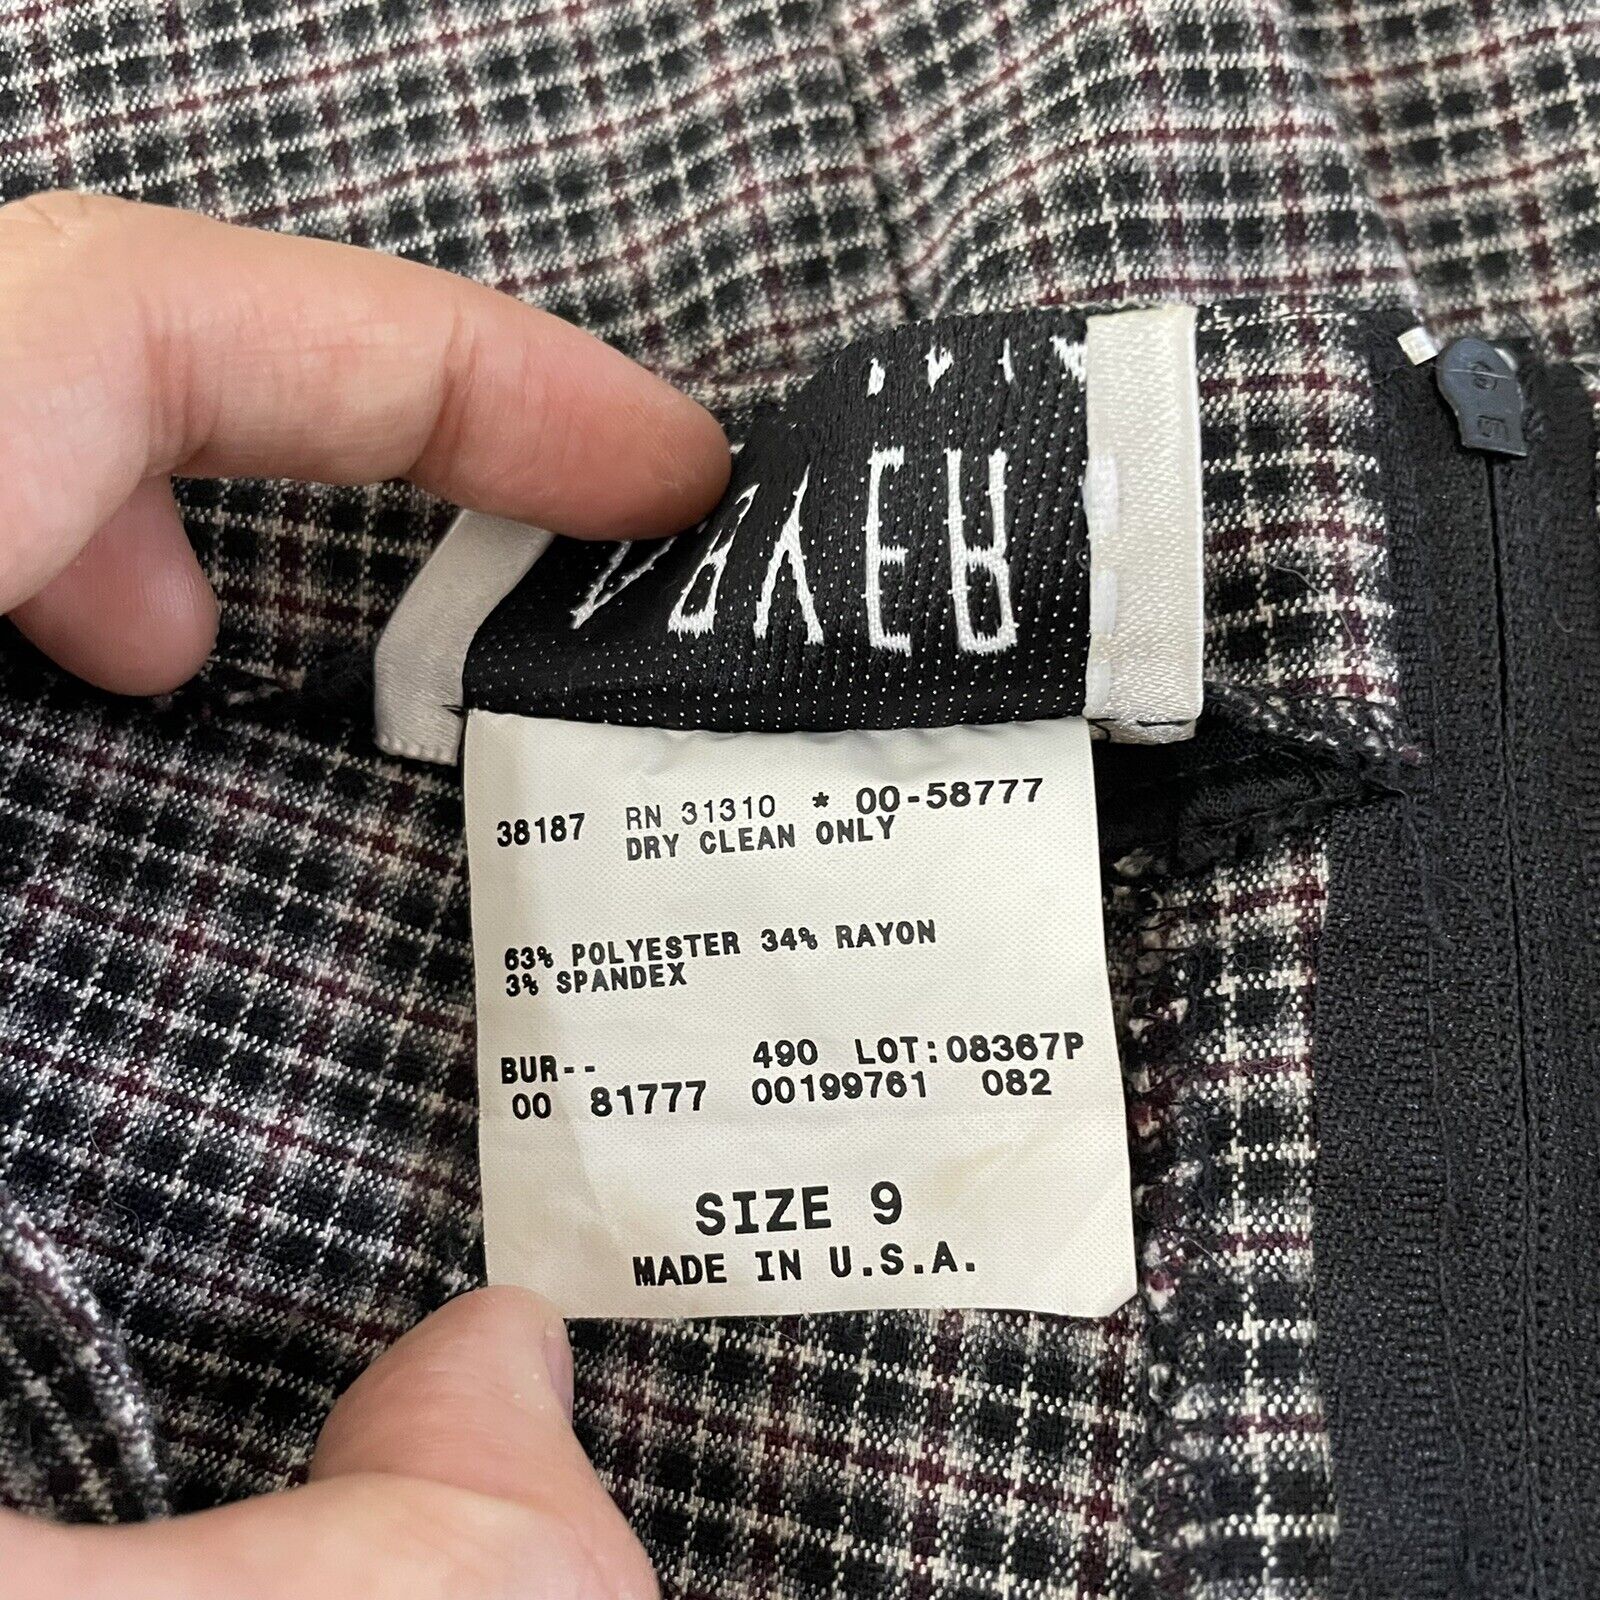 38187 RN 31310 * 00-58777
DRY CLEAN ONLY
63% POLYESTER 34% RAYON
3% SPANDEX
BUR-- 490 LOT:08367P
00 81777 00199761 082
SIZE 9
MADE IN U.S.A.